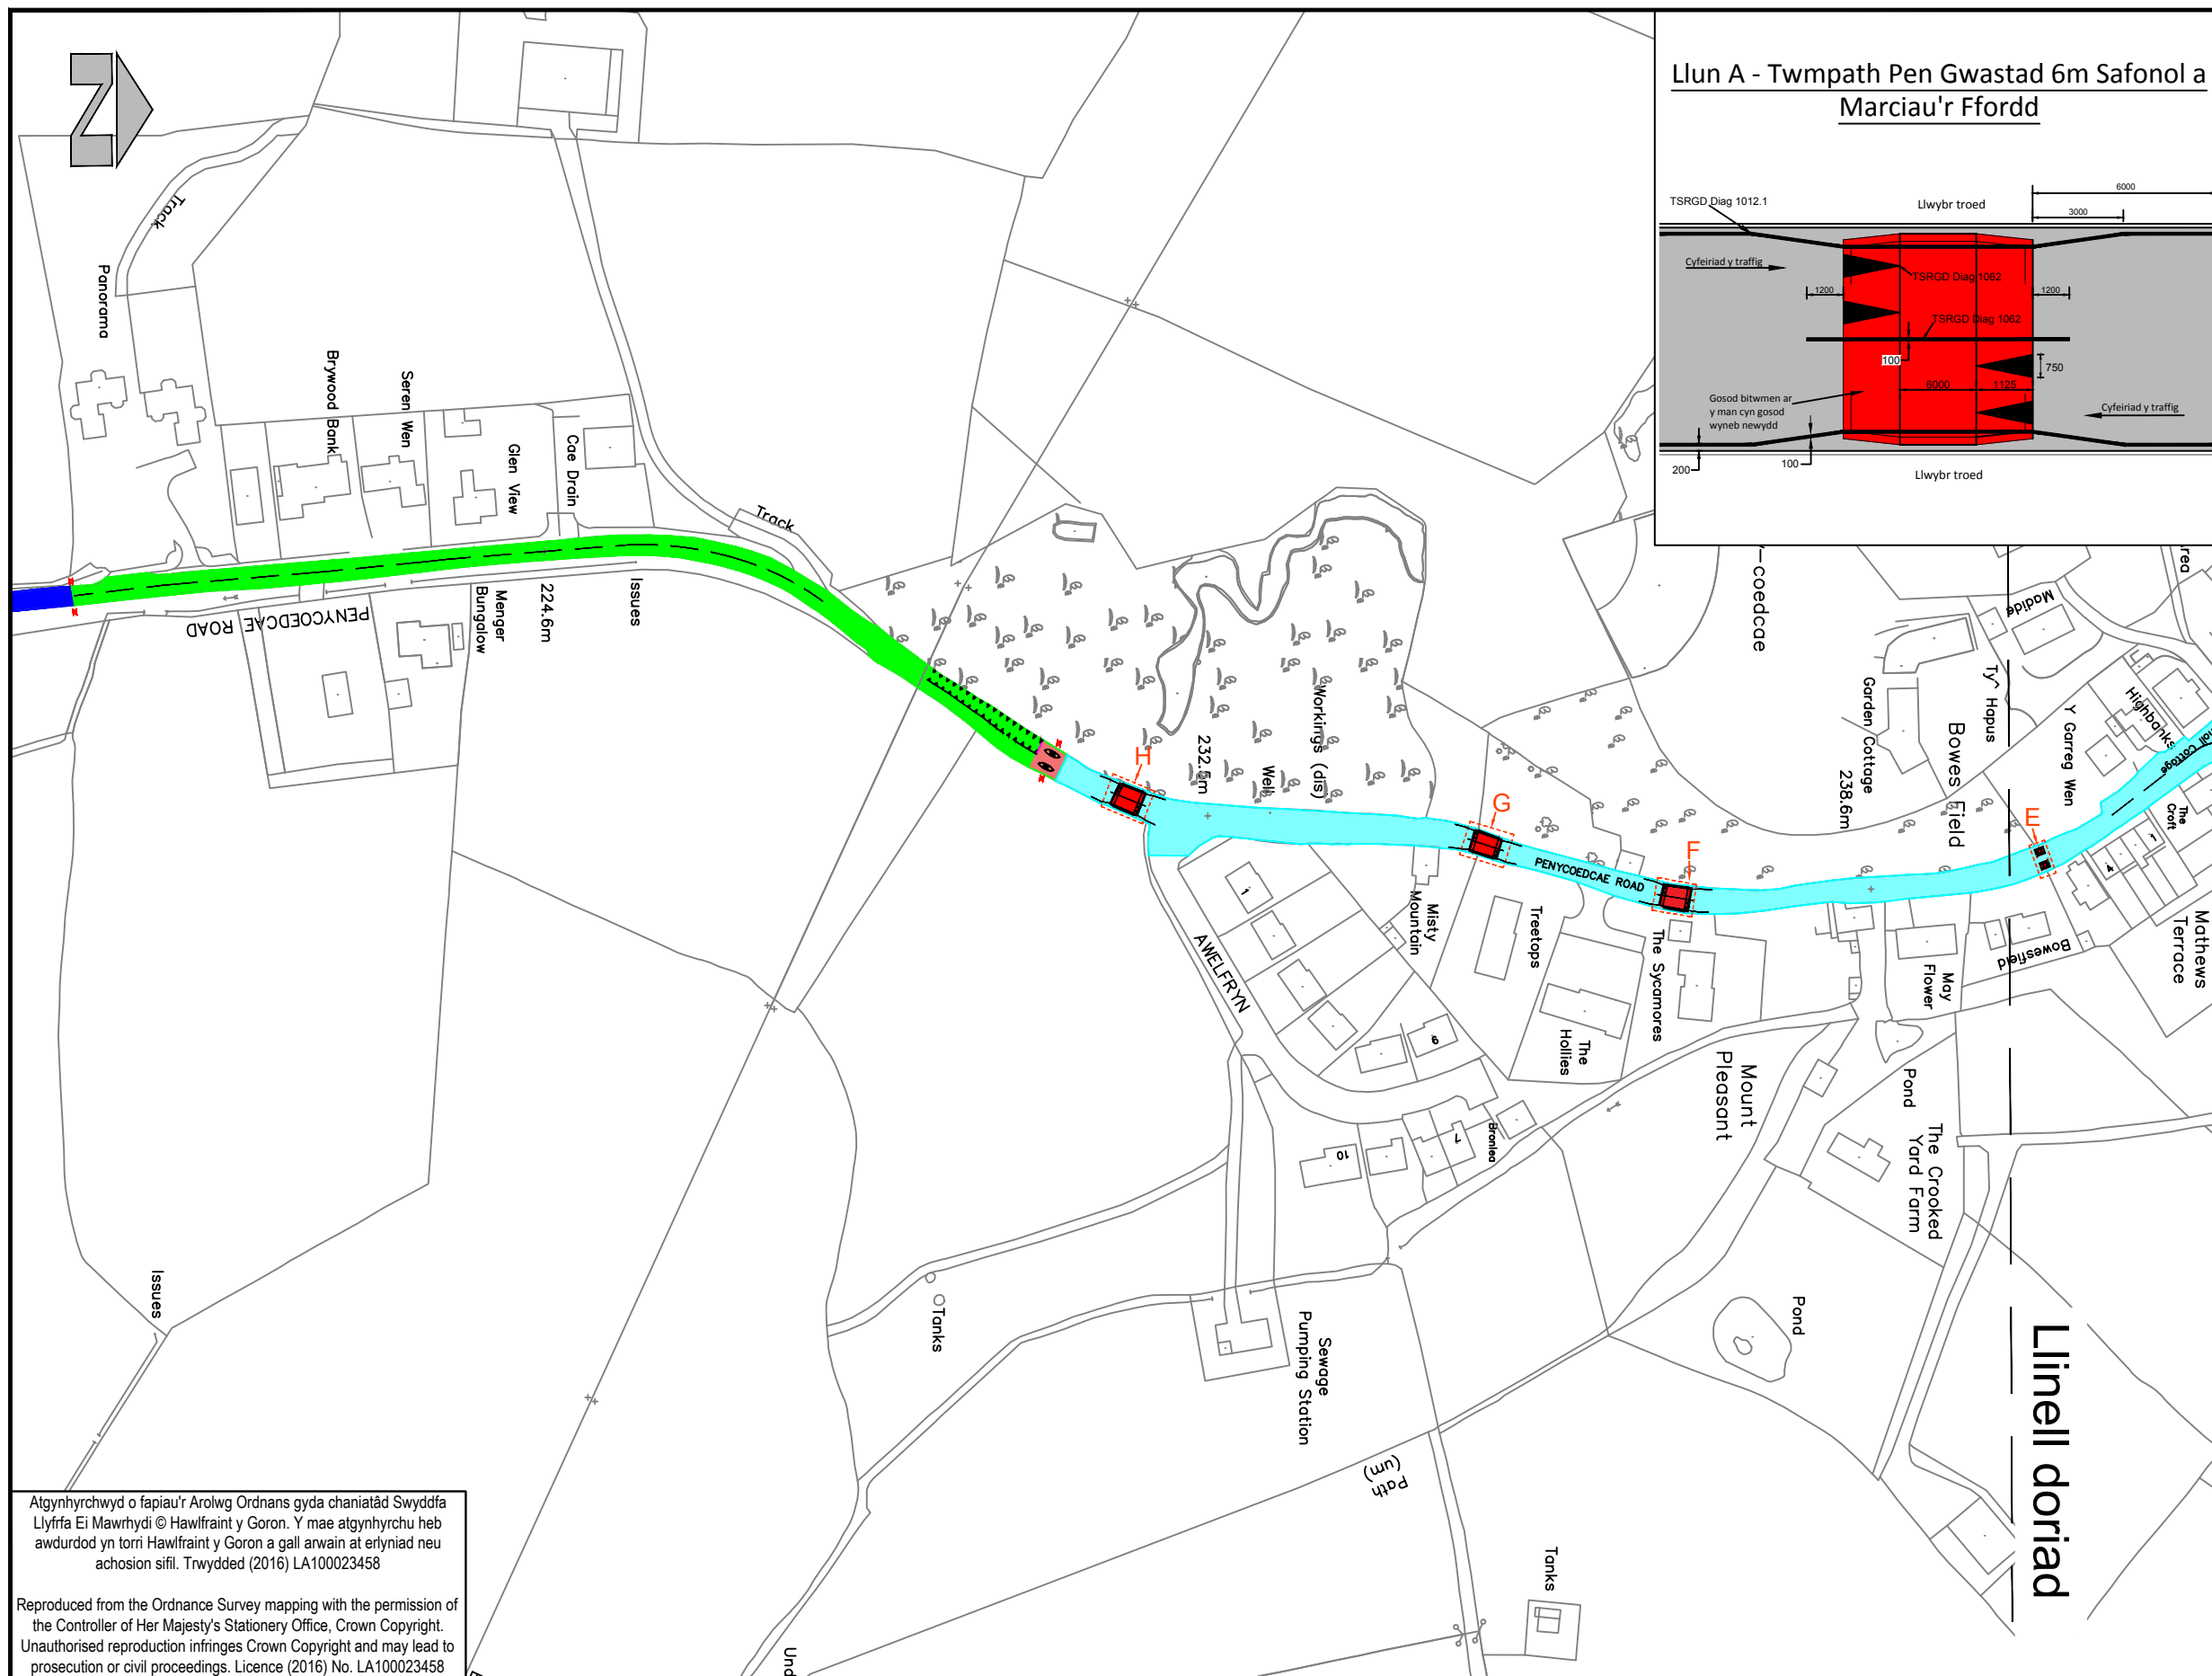 Llun A - Twmpath Pen Gwastad 6m Safonol a
Marciau'r Ffordd
TSRGD Diag 1012.1
Llwybr troed
6000
3000
Cyfeiriad y traffig
TSRGD Diag 1062
1200
1200
TSRGD Diag 1062
100
750
6000
1125
Gosod bitwmen ar
y man cyn gosod
wyneb newydd
Cyfeiriad y traffig
200
100
Llwybr troed
Track
Panorama
Brywood Bank
Seren Wen
Glen View
Cae Drain
Track
Issues
224.6m
Menger
Bungalow
PENYCOEDCAE ROAD
H
232.5m
Well
Workings (dis)
G
PENYCOEDCAE ROAD
F
-coedcae
Garden Cottage
238.6m
Bowes Field
Ty^ Hapus
Madide
Y Garreg Wen
Highbanks
Cottage
E
The
Croft
1
4
Mathews
Terrace
Bowesfield
May
Flower
Misty
Mountain
Treetops
The Sycamores
The
Hollies
AWELFRYN
1
6
7
10
Bronlea
Mount
Pleasant
Pond
The Crooked
Yard Farm
Pond
Issues
Tanks
Sewage
Pumping Station
Path
(um)
Tanks
Und
Llinell doriad
Atgynhyrchwyd o fapiau'r Arolwg Ordnans gyda chaniatâd Swyddfa
Llyfrfa Ei Mawrhydi © Hawlfraint y Goron. Y mae atgynhyrchu heb
awdurdod yn torri Hawlfraint y Goron a gall arwain at erlyniad neu
achosion sifil. Trwydded (2016) LA100023458
Reproduced from the Ordnance Survey mapping with the permission of
the Controller of Her Majesty's Stationery Office, Crown Copyright.
Unauthorised reproduction infringes Crown Copyright and may lead to
prosecution or civil proceedings. Licence (2016) No. LA100023458